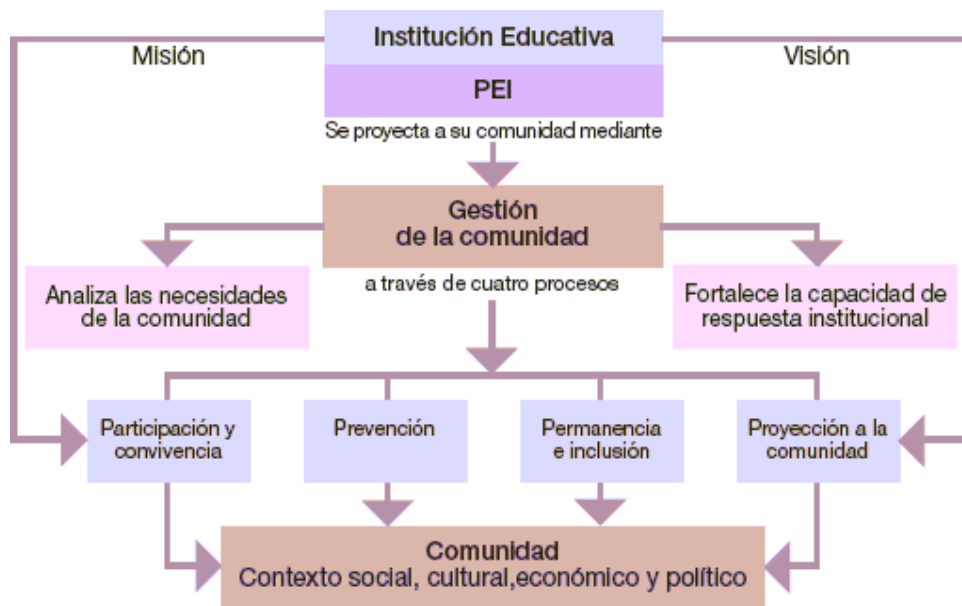 Institución Educativa
Misión
Visión
PEI
Se proyecta a su comunidad mediante
Gestión
de la comunidad
Analiza las necesidades
de la comunidad
a través de cuatro procesos
Fortalece la capacidad de
respuesta institucional
Participación y
convivencia
Prevención
Permanencia
e inclusión
Proyección a la
comunidad
Comunidad
Contexto social, cultural,económico y político